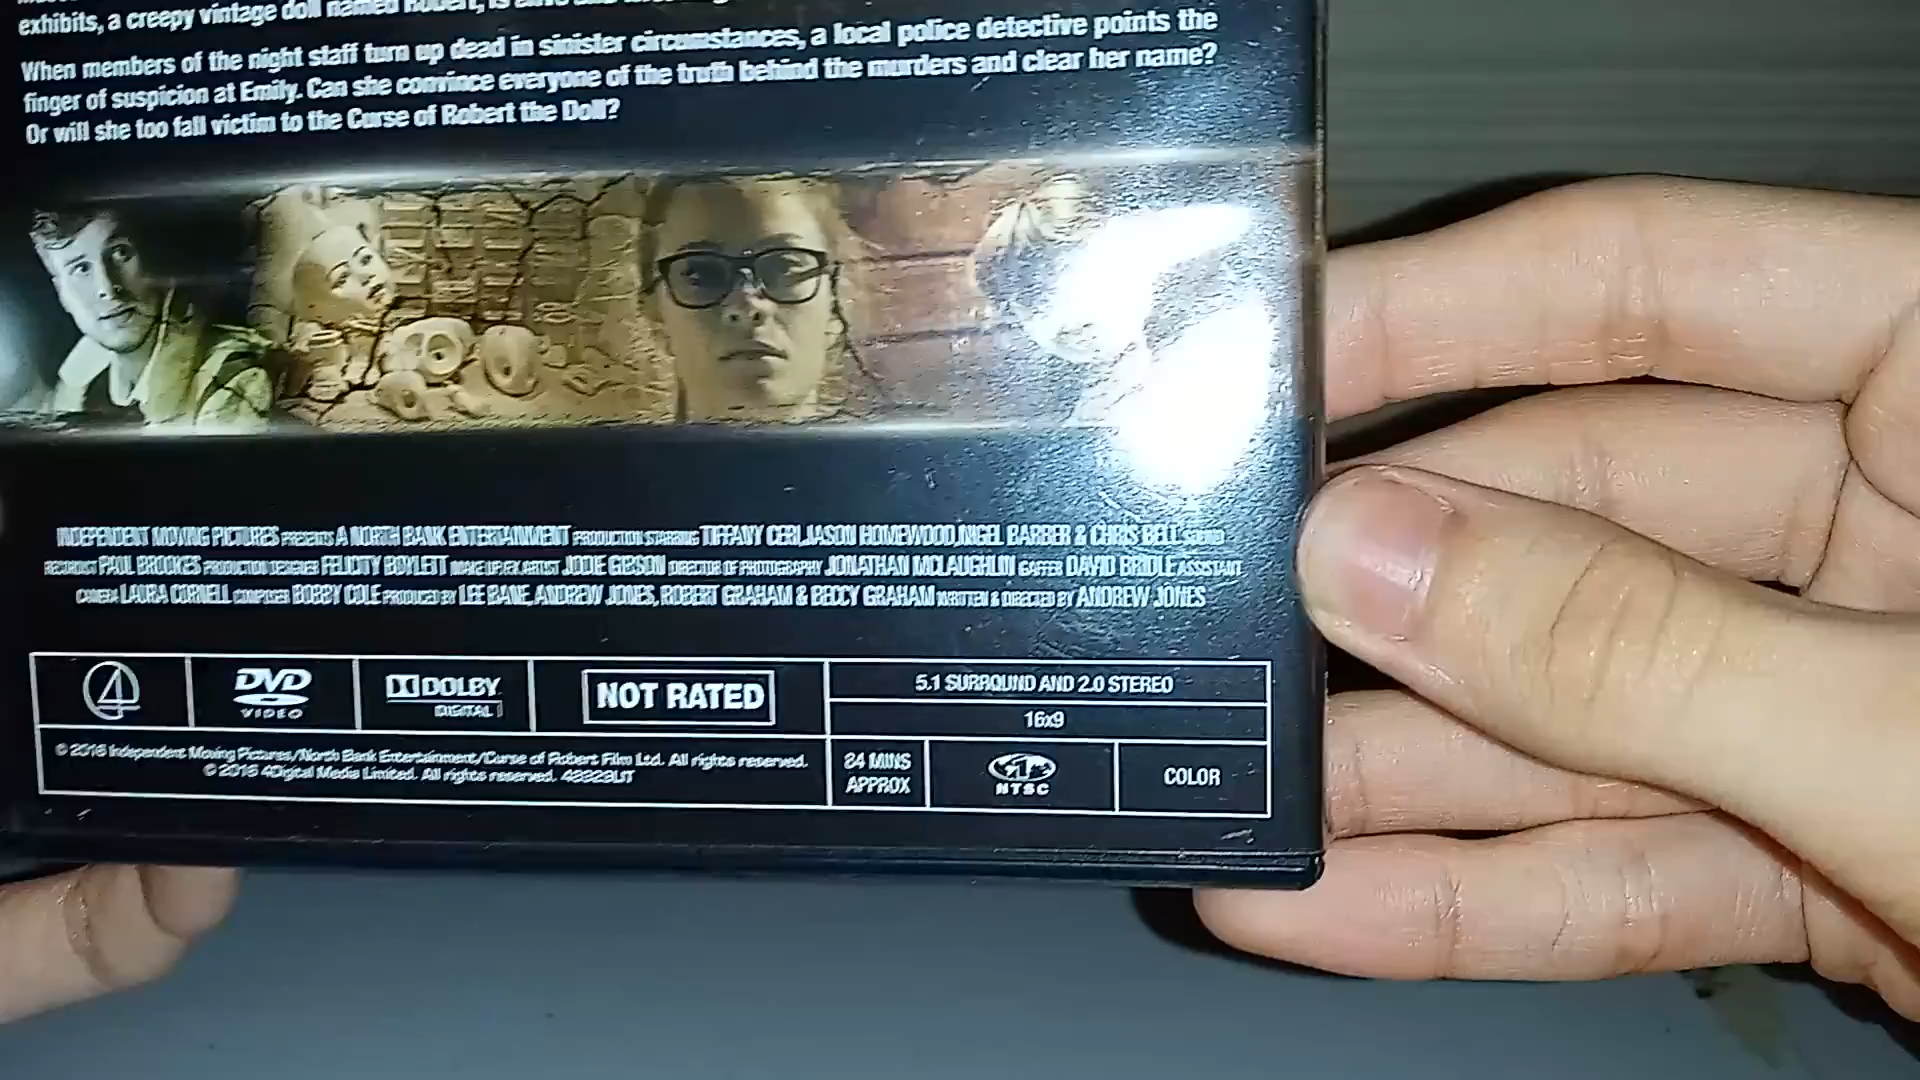 exhibits, a creepy vintage doll named Robert, is alive and
When members of the night staff turn up dead in sinister circumstances, a local police detective points the
finger of suspicion at Emily. Can she convince everyone of the truth behind the murders and clear her name?
Or will she too fall victim to the Curse of Robert the Doll?
INDEPENDENT MOVING PICTURES PRESENTS A NORTH BANK ENTERTAINMENT PRODUCTION STARRING TIFFANY CERI, JASON HOMEWOOD, NIGEL BARBER & CHRIS BELL SOUND
RECORDIST PAUL BROOKES PRODUCTION DESIGNER FELICITY BOYLETT MAKE UP/FX ARTIST JODIE GIBSON DIRECTOR OF PHOTOGRAPHY JONATHAN MCLAUGHLIN GAFFER DAVID BRIDLE ASSISTANT
CAMERA LAURA CORNELL COMPOSER BOBBY COLE PRODUCED BY LEE BANE, ANDREW JONES, ROBERT GRAHAM & BECCY GRAHAM WRITTEN & DIRECTED BY ANDREW JONES
4
DVD
VIDEO
DOLBY
DIGITAL
NOT RATED
5.1 SURROUND AND 2.0 STEREO
16x9
© 2016 Independent Moving Pictures/North Bank Entertainment/Curse of Robert Film Ltd. All rights reserved.
© 2016 4Digital Media Limited. All rights reserved.
84 MINS
APPROX
NTSC
COLOR